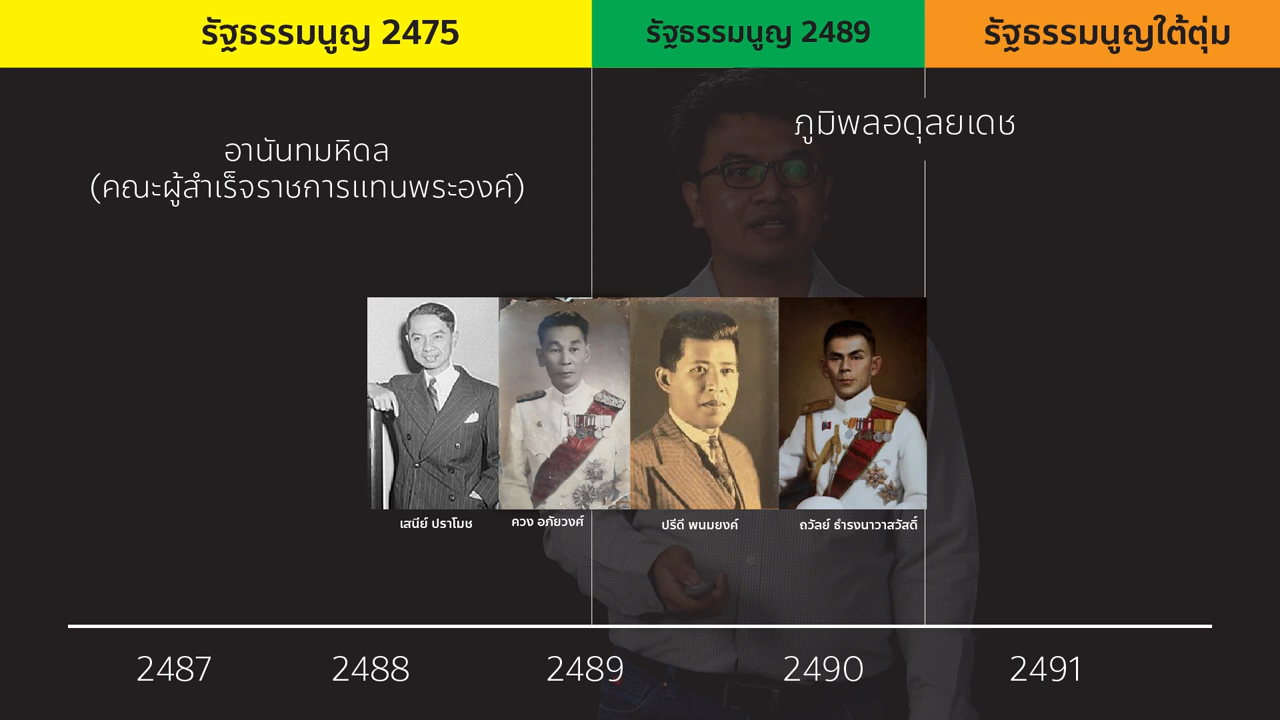 รัฐธรรมนูญ 2475
รัฐธรรมนูญ 2489
รัฐธรรมนูญใต้ตุ่ม
ภูมิพลอดุลยเดช
อานันทมหิดล
(คณะผู้สำเร็จราชการแทนพระองค์)
เสนีย์ ปราโมช
ควง อภัยวงศ์
ปรีดี พนมยงค์
ถวัลย์ ธำรงนาวาสวัสดิ์
2487
2488
2489
2490
2491